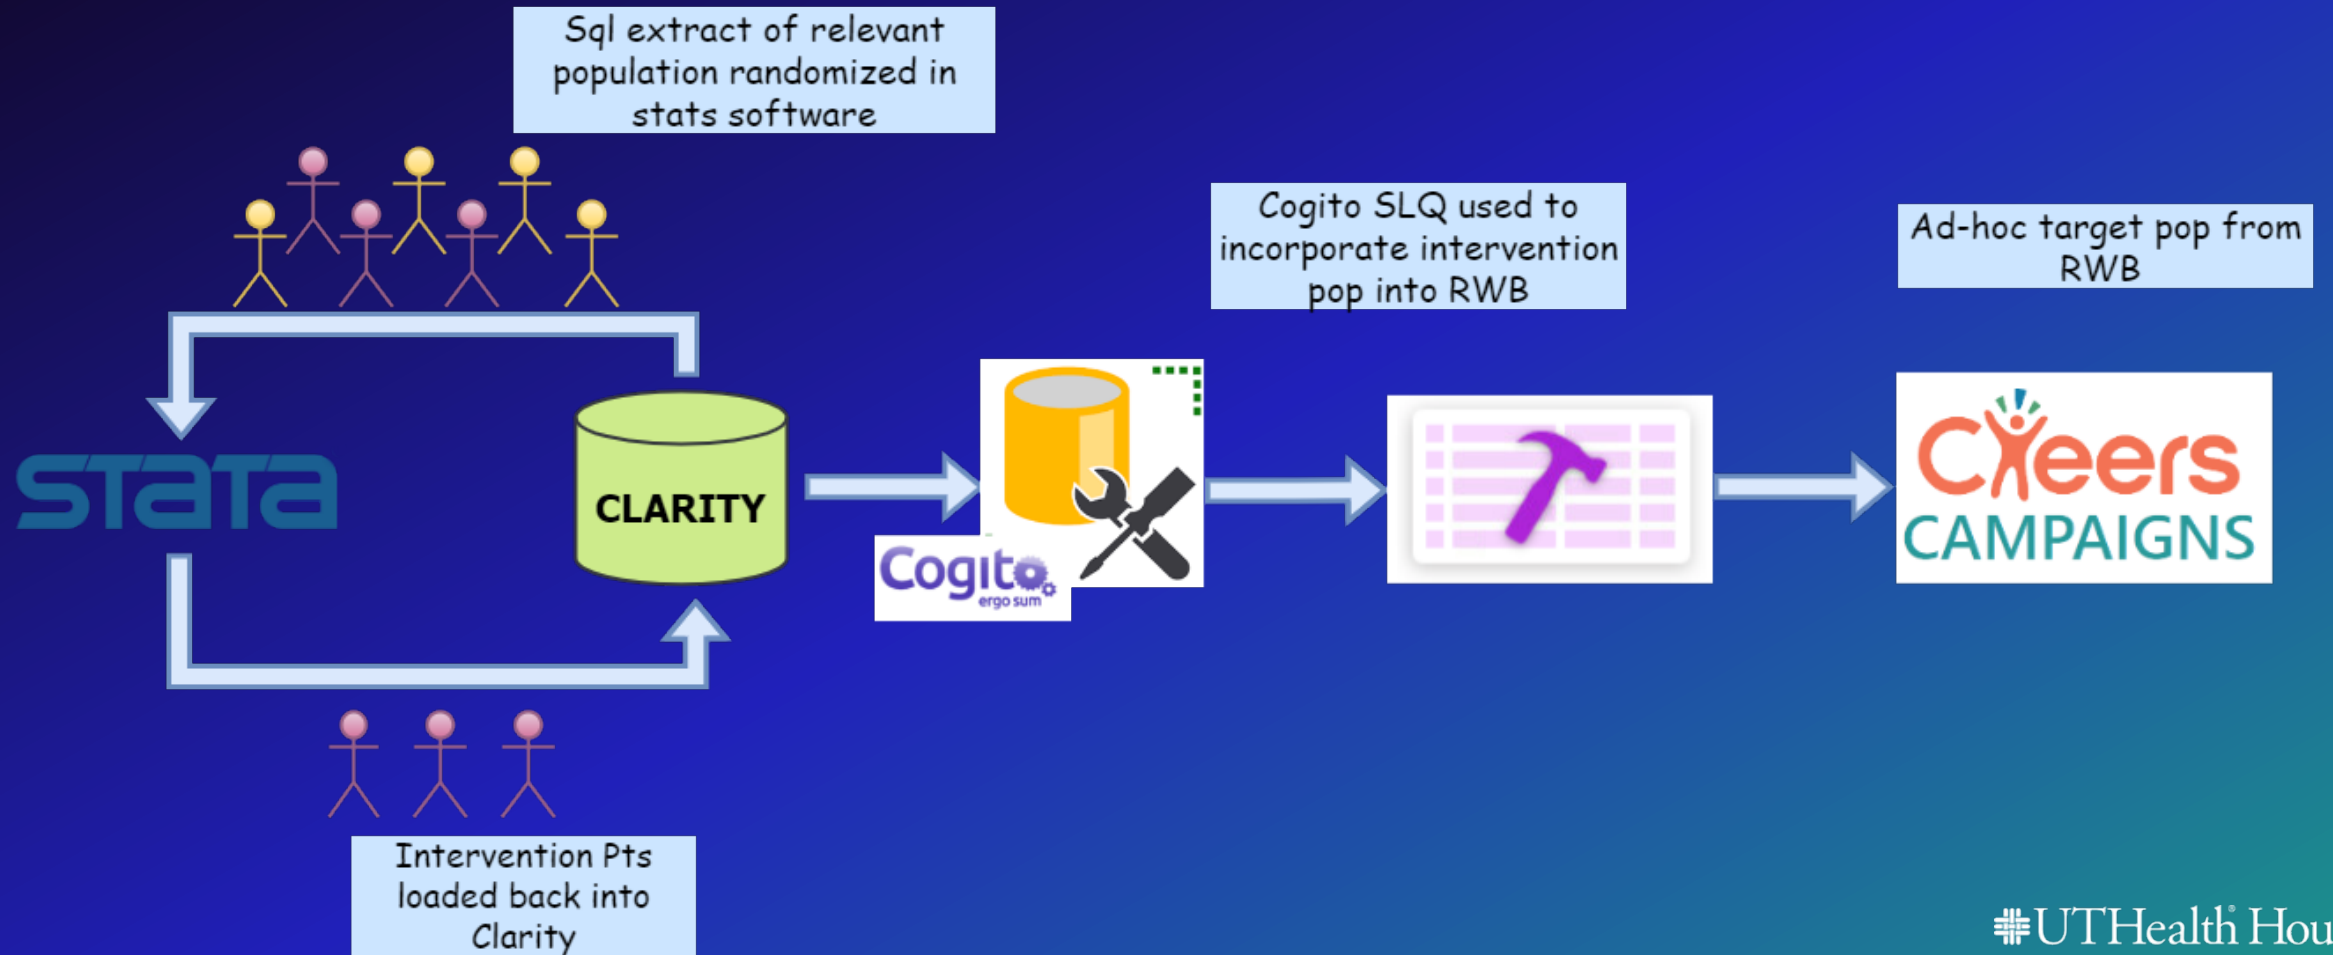 Sql extract of relevant
population randomized in
stats software
Cogito SLQ used to
incorporate intervention
pop into RWB
Ad-hoc target pop from
RWB
STATA
CLARITY
Cogito
ergo sum
Cheers
CAMPAIGNS
Intervention Pts
loaded back into
Clarity
UTHealth Hou